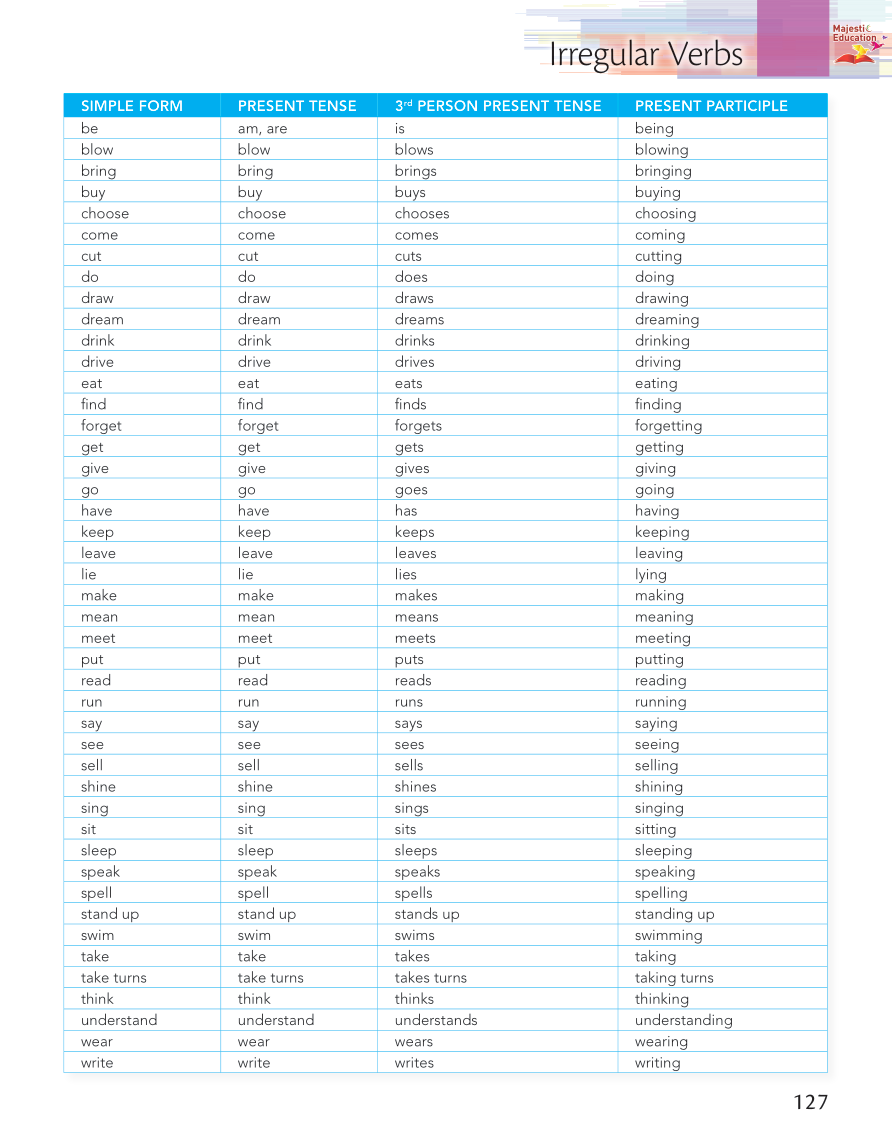 Irregular Verbs
Majestic
Education
SIMPLE FORM PRESENT TENSE 3rd PERSON PRESENT TENSE PRESENT PARTICIPLE
be am, are is being
blow blow blows blowing
bring bring brings bringing
buy buy buys buying
choose choose chooses choosing
come come comes coming
cut cut cuts cutting
do do does doing
draw draw draws drawing
dream dream dreams dreaming
drink drink drinks drinking
drive drive drives driving
eat eat eats eating
find find finds finding
forget forget forgets forgetting
get get gets getting
give give gives giving
go go goes going
have have has having
keep keep keeps keeping
leave leave leaves leaving
lie lie lies lying
make make makes making
mean mean means meaning
meet meet meets meeting
put put puts putting
read read reads reading
run run runs running
say say says saying
see see sees seeing
sell sell sells selling
shine shine shines shining
sing sing sings singing
sit sit sits sitting
sleep sleep sleeps sleeping
speak speak speaks speaking
spell spell spells spelling
stand up stand up stands up standing up
swim swim swims swimming
take take takes taking
take turns take turns takes turns taking turns
think think thinks thinking
understand understand understands understanding
wear wear wears wearing
write write writes writing
127